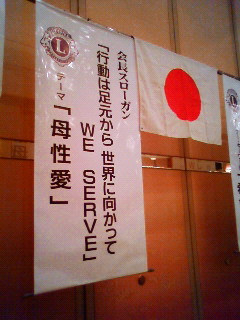 会長スローガン
「行動は足元から 世界に向かって
WE SERVE」
テーマ
「母性愛」
L